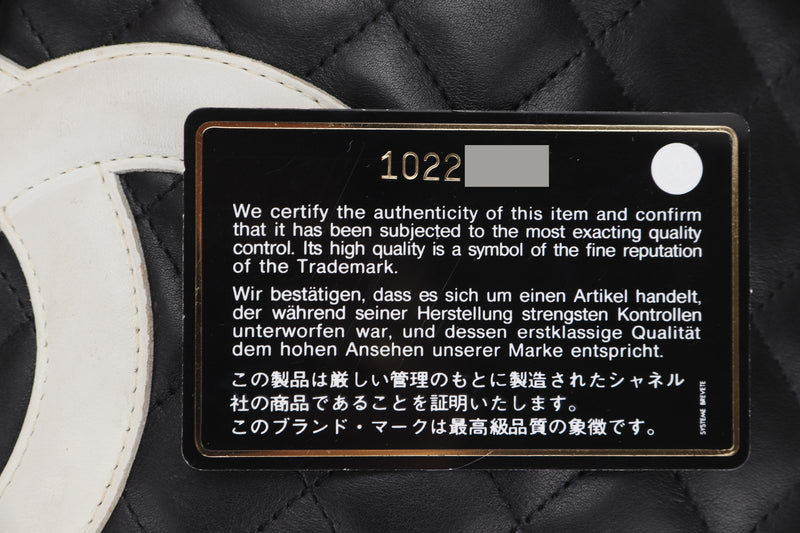 1022
We certify the authenticity of this item and confirm
that it has been subjected to the most exacting quality
control. Its high quality is a symbol of the fine reputation
of the Trademark.
Wir bestätigen, dass es sich um einen Artikel handelt,
der während seiner Herstellung strengsten Kontrollen
unterworfen war, und dessen erstklassige Qualität
dem hohen Ansehen unserer Marke entspricht.
この製品は厳しい管理のもとに製造されたシャネル
社の商品であることを証明いたします。
このブランド・マークは最高級品質の象徴です。
SYSTEME BREVETE